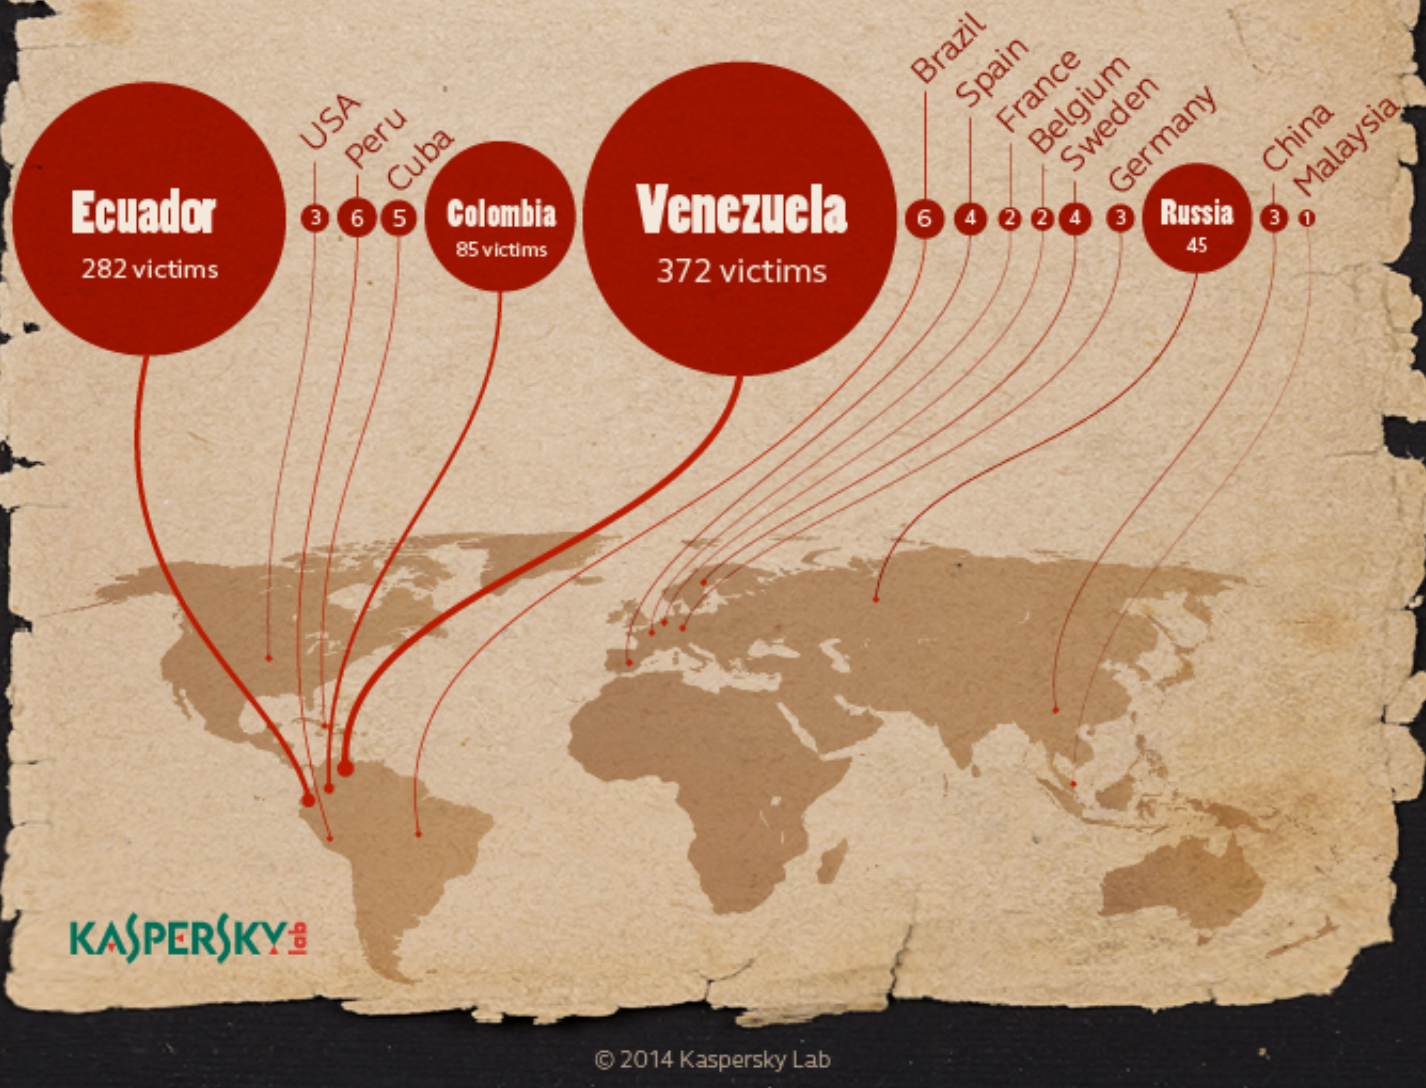 Ecuador
282 victims
USA
3
Peru
6
Cuba
5
Colombia
85 victims
Venezuela
372 victims
Brazil
6
Spain
4
France
2
Belgium
2
Sweden
4
Germany
3
Russia
45
China
3
Malaysia
1
KASPERSKY lab
© 2014 Kaspersky Lab